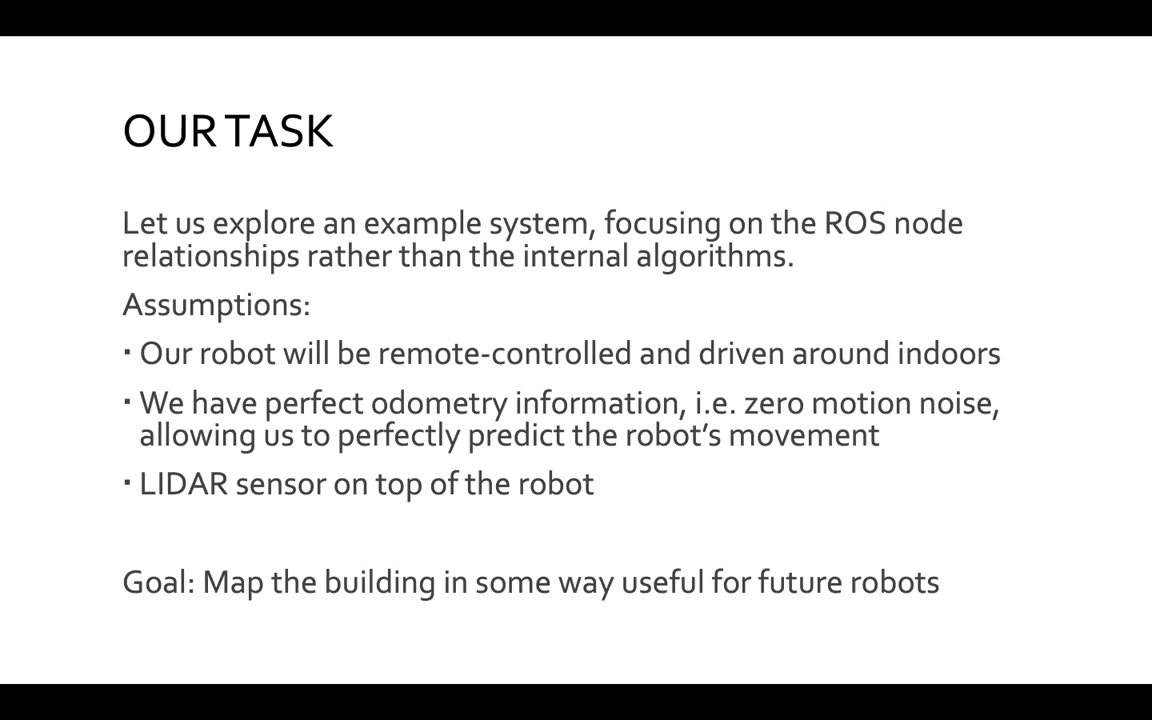 OUR TASK
Let us explore an example system, focusing on the ROS node
relationships rather than the internal algorithms.
Assumptions:
▪ Our robot will be remote-controlled and driven around indoors
▪ We have perfect odometry information, i.e. zero motion noise,
allowing us to perfectly predict the robot’s movement
▪ LIDAR sensor on top of the robot
Goal: Map the building in some way useful for future robots